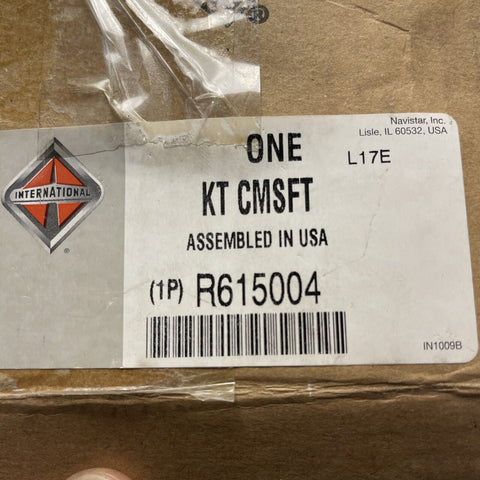 Navistar, Inc.
Lisle, IL 60532, USA
ONE
L17E
INTERNATIONAL
®
KT CMSFT
ASSEMBLED IN USA
(1P) R615004
IN1009B